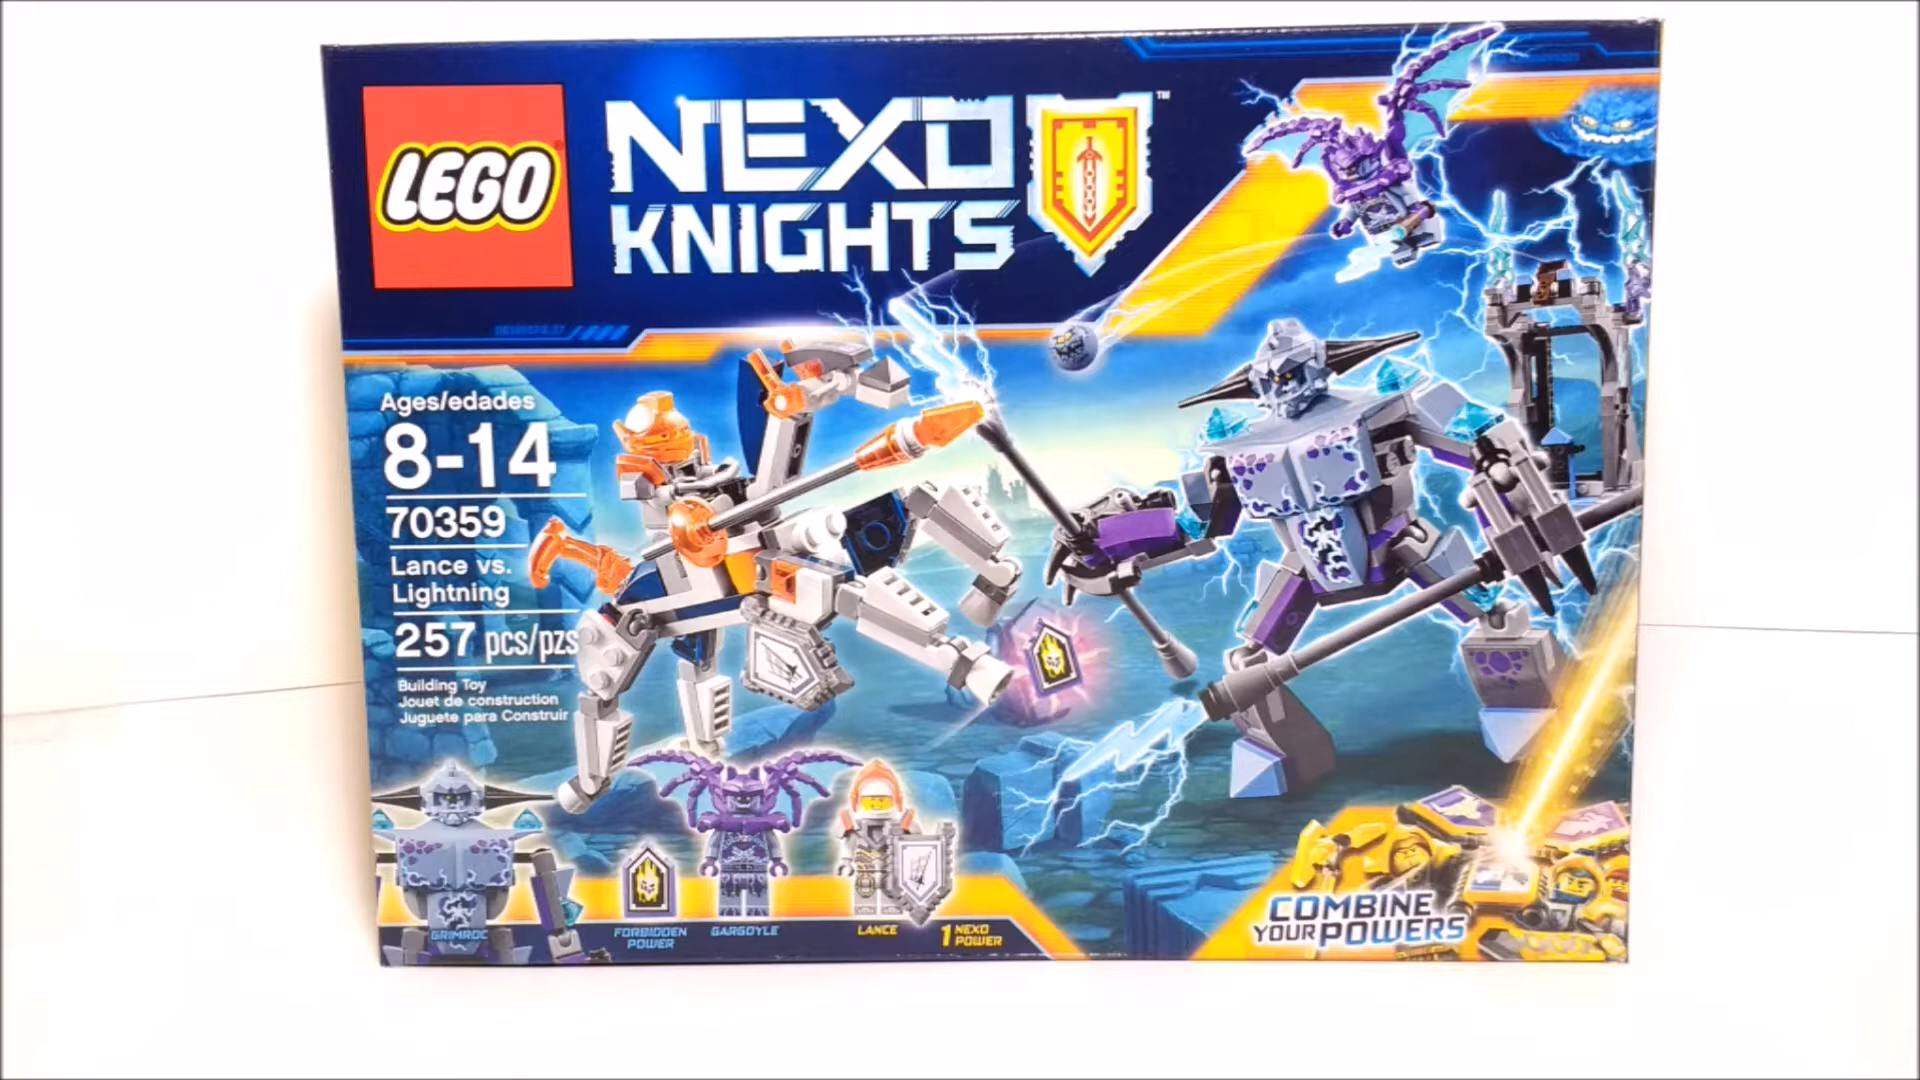 LEGO
NEXO
KNIGHTS
™
Ages/edades
8-14
70359
Lance vs.
Lightning
257 pcs/pzs
Building Toy
Jouet de construction
Juguete para Construir
GRIMROC
FORBIDDEN
POWER
GARGOYLE
LANCE
1 NEXO
POWER
COMBINE
YOUR POWERS